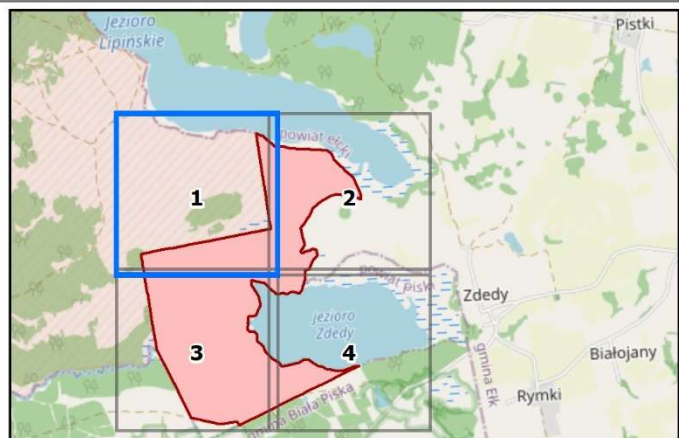 Jezioro
Lipińskie
Pistki
powiat ełcki
1
2
powiat Piski
Zdedy
jezioro
Zdedy
3
4
Białojany
gmina Ełk
Rymki
gmina Biała Piska